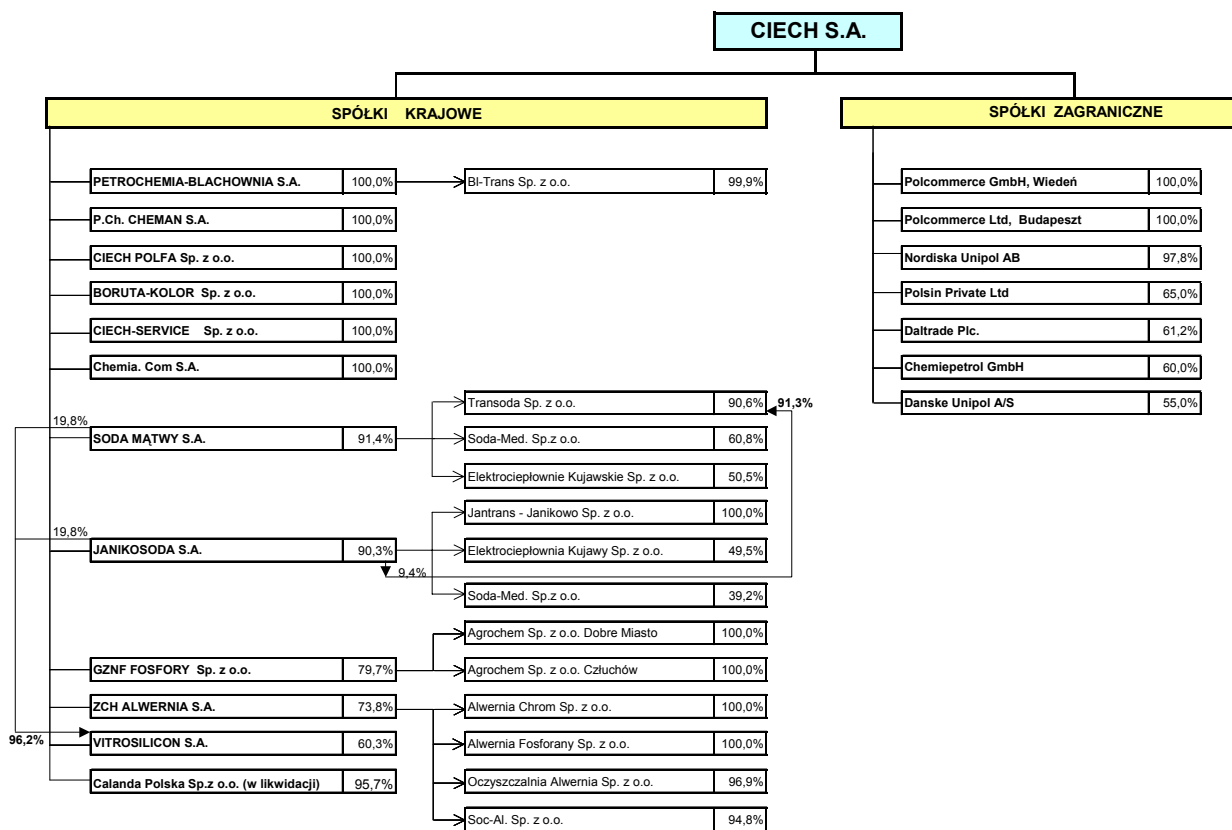 CIECH S.A.
SPÓŁKI KRAJOWE
SPÓŁKI ZAGRANICZNE
PETROCHEMIA-BLACHOWNIA S.A. 100,0%
Bl-Trans Sp. z o.o. 99,9%
Polcommerce GmbH, Wiedeń 100,0%
P.Ch. CHEMAN S.A. 100,0%
Polcommerce Ltd, Budapeszt 100,0%
CIECH POLFA Sp. z o.o. 100,0%
Nordiska Unipol AB 97,8%
BORUTA-KOLOR Sp. z o.o. 100,0%
Polsin Private Ltd 65,0%
CIECH-SERVICE Sp. z o.o. 100,0%
Daltrade Plc. 61,2%
Chemia. Com S.A. 100,0%
Chemiepetrol GmbH 60,0%
Transoda Sp. z o.o. 90,6%
91,3%
Danske Unipol A/S 55,0%
19,8%
SODA MĄTWY S.A. 91,4%
Soda-Med. Sp.z o.o. 60,8%
Elektrociepłownie Kujawskie Sp. z o.o. 50,5%
Jantrans - Janikowo Sp. z o.o. 100,0%
19,8%
JANIKOSODA S.A. 90,3%
Elektrociepłownia Kujawy Sp. z o.o. 49,5%
9,4%
Soda-Med. Sp.z o.o. 39,2%
Agrochem Sp. z o.o. Dobre Miasto 100,0%
GZNF FOSFORY Sp. z o.o. 79,7%
Agrochem Sp. z o.o. Człuchów 100,0%
ZCH ALWERNIA S.A. 73,8%
Alwernia Chrom Sp. z o.o. 100,0%
96,2%
VITROSILICON S.A. 60,3%
Alwernia Fosforany Sp. z o.o. 100,0%
Calanda Polska Sp.z o.o. (w likwidacji) 95,7%
Oczyszczalnia Alwernia Sp. z o.o. 96,9%
Soc-Al. Sp. z o.o. 94,8%